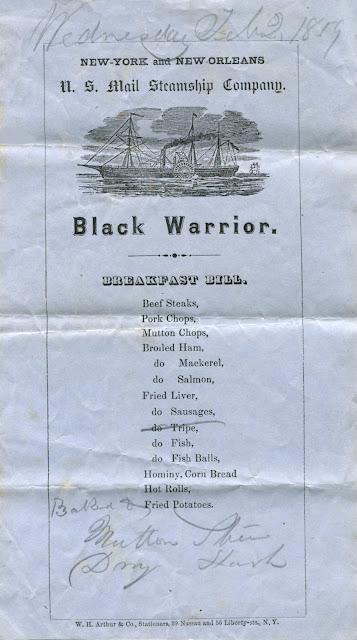 Wednesday Feb 2, 1859
NEW-YORK and NEW-ORLEANS
U. S. Mail Steamship Company.
Black Warrior.
BREAKFAST BILL.
Beef Steaks,
Pork Chops,
Mutton Chops,
Broiled Ham,
do Mackerel,
do Salmon,
Fried Liver,
do Sausages,
do Tripe,
do Fish,
do Fish Balls,
Hominy, Corn Bread
Hot Rolls,
Baked & Fried Potatoes.
Mutton Stew
Dry Hash
W. H. Arthur & Co., Stationers, 39 Nassau and 56 Liberty-sts, N. Y.